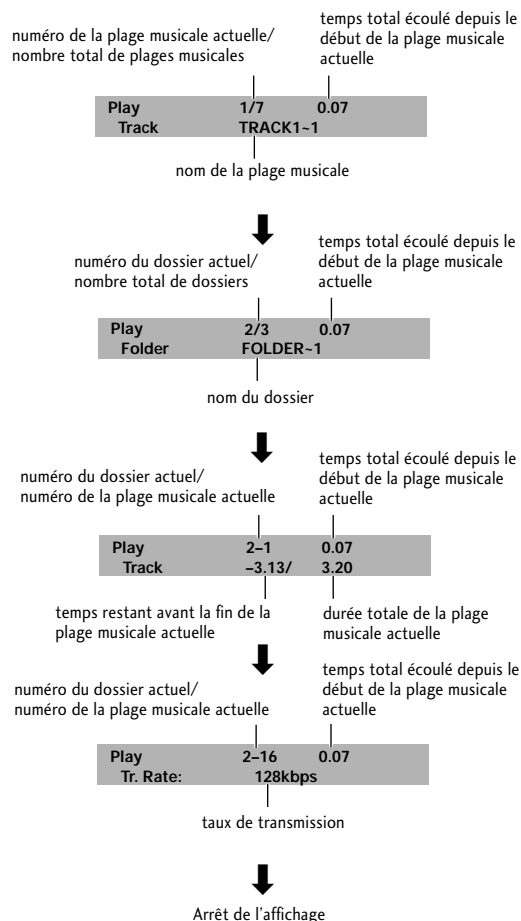 numéro de la plage musicale actuelle/
nombre total de plages musicales
temps total écoulé depuis le
début de la plage musicale
actuelle
Play 1/7 0.07
Track TRACK1~1
nom de la plage musicale
numéro du dossier actuel/
nombre total de dossiers
temps total écoulé depuis le
début de la plage musicale
actuelle
Play 2/3 0.07
Folder FOLDER~1
nom du dossier
numéro du dossier actuel/
numéro de la plage musicale actuelle
temps total écoulé depuis le
début de la plage musicale
actuelle
Play 2–1 0.07
Track –3.13/ 3.20
temps restant avant la fin de la
plage musicale actuelle
durée totale de la plage
musicale actuelle
numéro du dossier actuel/
numéro de la plage musicale actuelle
temps total écoulé depuis le
début de la plage musicale
actuelle
Play 2–16 0.07
Tr. Rate: 128kbps
taux de transmission
Arrêt de l'affichage